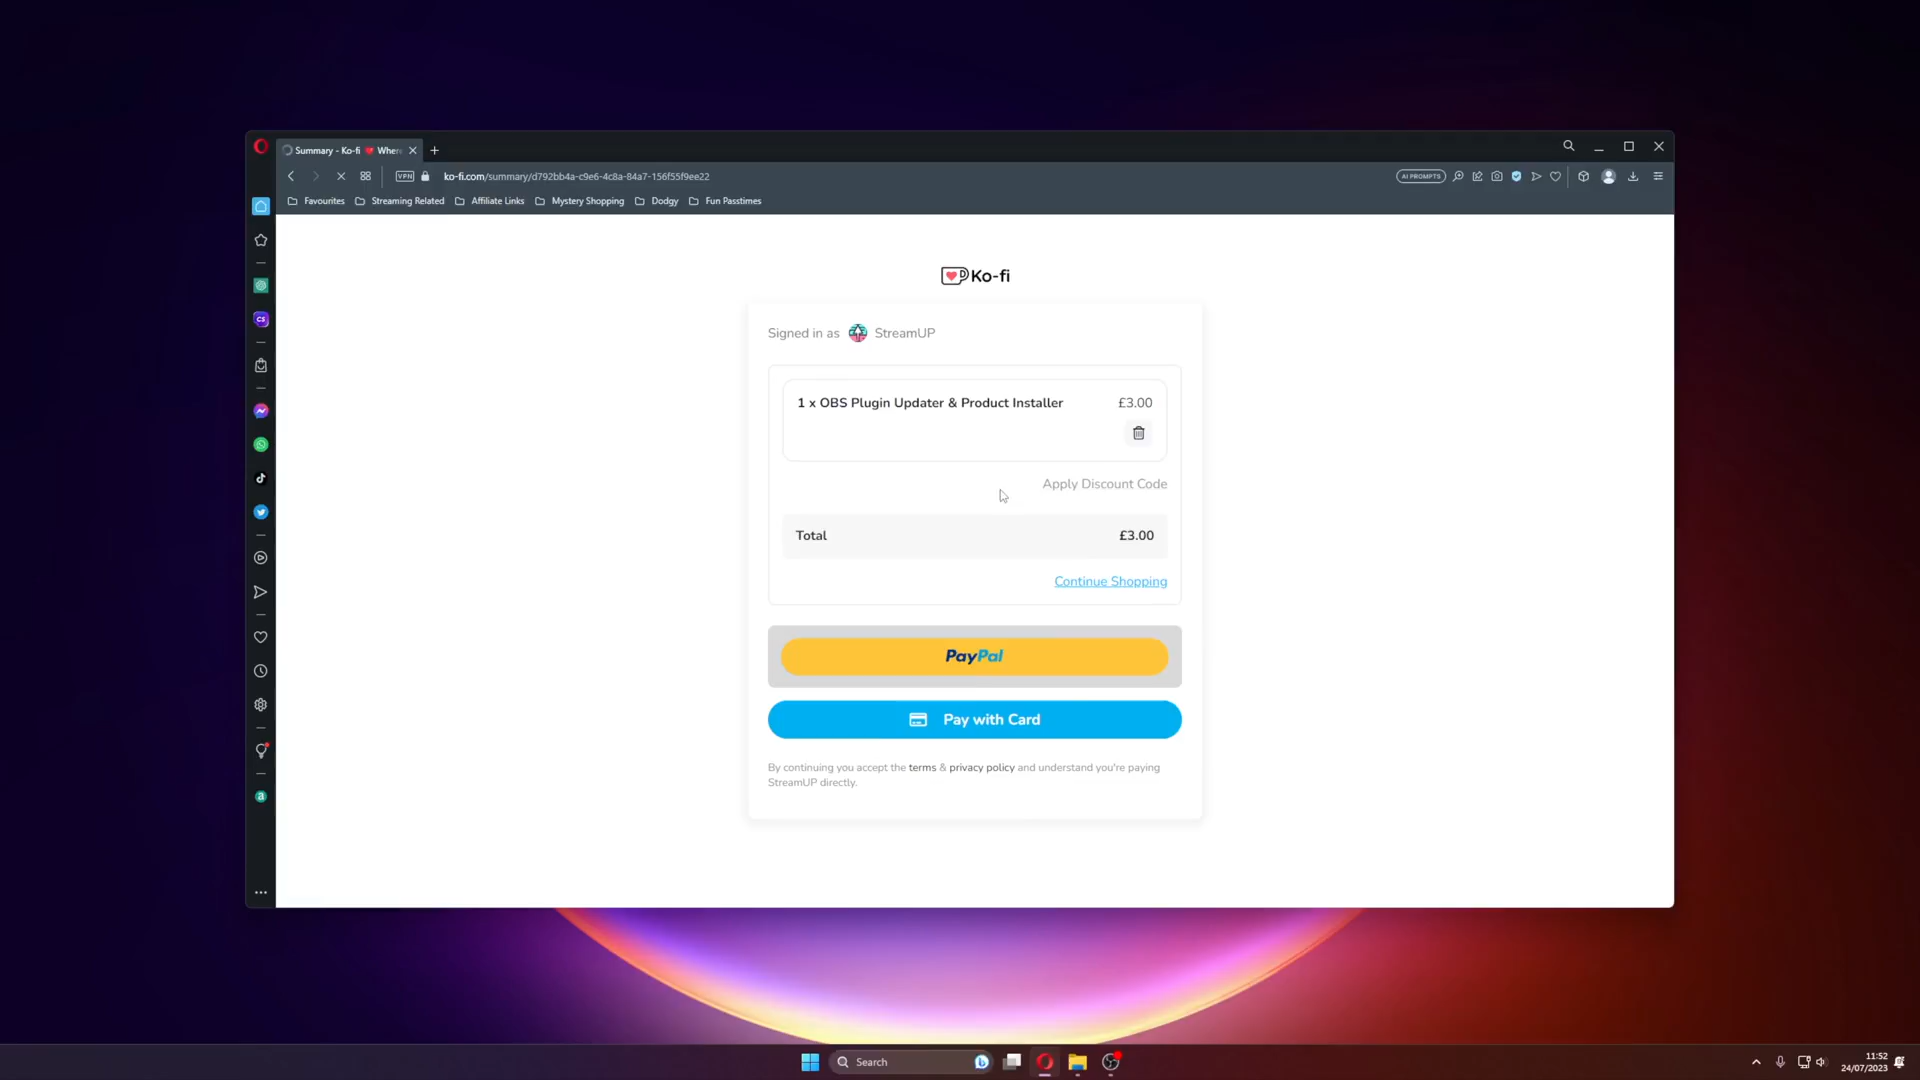 Summary - Ko-fi ❤️ Where
VPN
ko-fi.com/summary/d792bb4a-c9e6-4c8a-84a7-156f55f9ee22
AI PROMPTS
Favourites Streaming Related Affiliate Links Mystery Shopping Dodgy Fun Passtimes
CS
Ko-fi
Signed in as StreamUP
1 x OBS Plugin Updater & Product Installer £3.00
Apply Discount Code
Total £3.00
Continue Shopping
PayPal
Pay with Card
By continuing you accept the terms & privacy policy and understand you're paying
StreamUP directly.
a
Search
11:52
24/07/2023